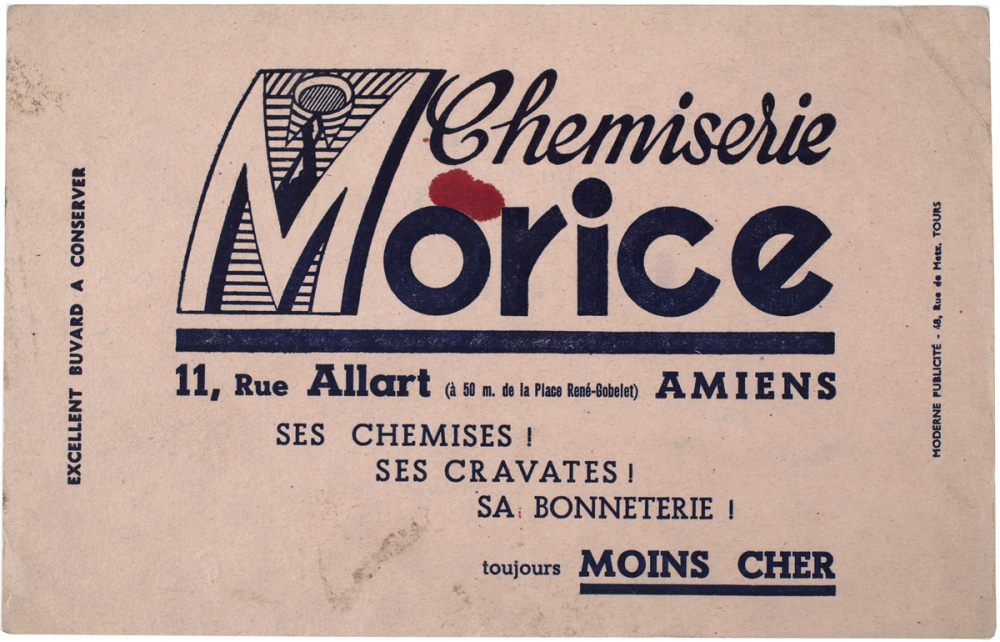 EXCELLENT BUVARD A CONSERVER
Chemiserie
Morice
11, Rue Allart (à 50 m. de la Place René-Gobelet) AMIENS
SES CHEMISES !
SES CRAVATES !
SA BONNETERIE !
toujours MOINS CHER
MODERNE PUBLICITÉ - 48, Rue de Metz, TOURS